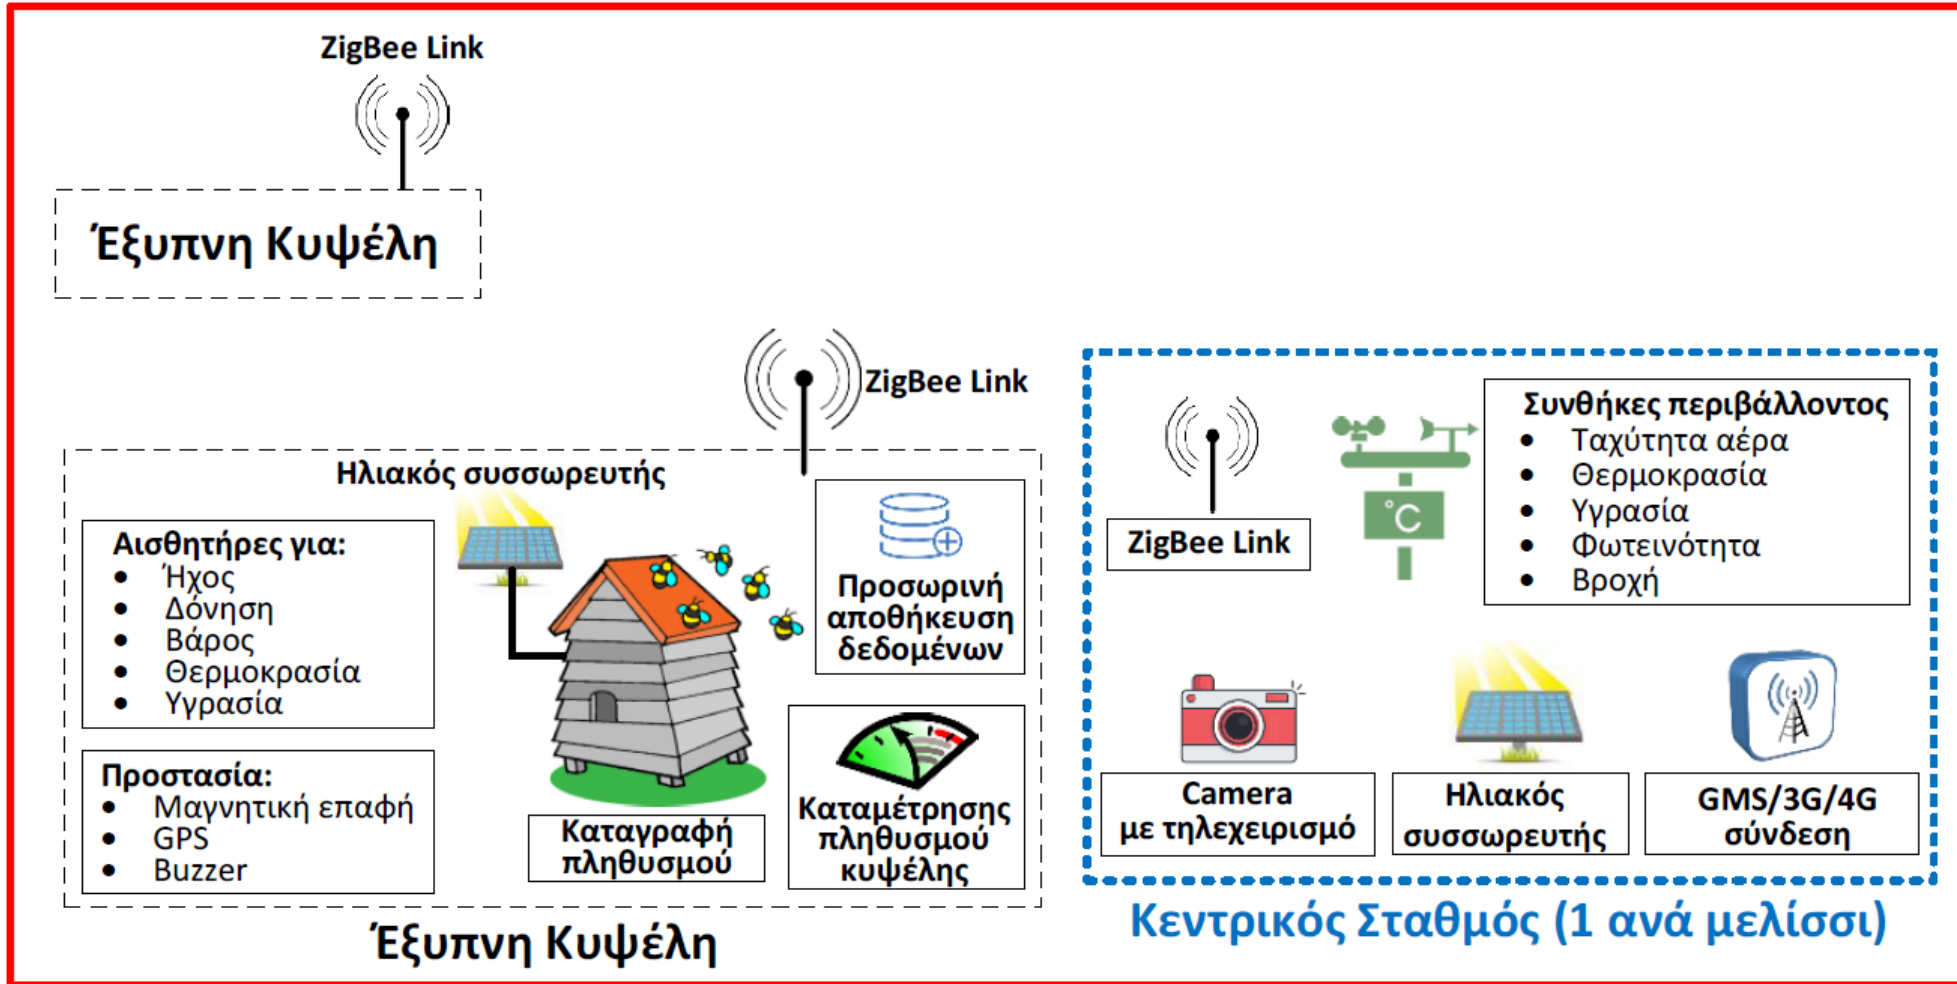 ZigBee Link
Έξυπνη Κυψέλη
ZigBee Link
Ηλιακός συσσωρευτής
Αισθητήρες για:
• Ήχος
• Δόνηση
• Βάρος
• Θερμοκρασία
• Υγρασία
Προστασία:
• Μαγνητική επαφή
• GPS
• Buzzer
Καταγραφή
πληθυσμού
Προσωρινή
αποθήκευση
δεδομένων
Καταμέτρησης
πληθυσμού
κυψέλης
Έξυπνη Κυψέλη
ZigBee Link
°C
Συνθήκες περιβάλλοντος
• Ταχύτητα αέρα
• Θερμοκρασία
• Υγρασία
• Φωτεινότητα
• Βροχή
Camera
με τηλεχειρισμό
Ηλιακός
συσσωρευτής
GMS/3G/4G
σύνδεση
Κεντρικός Σταθμός (1 ανά μελίσσι)